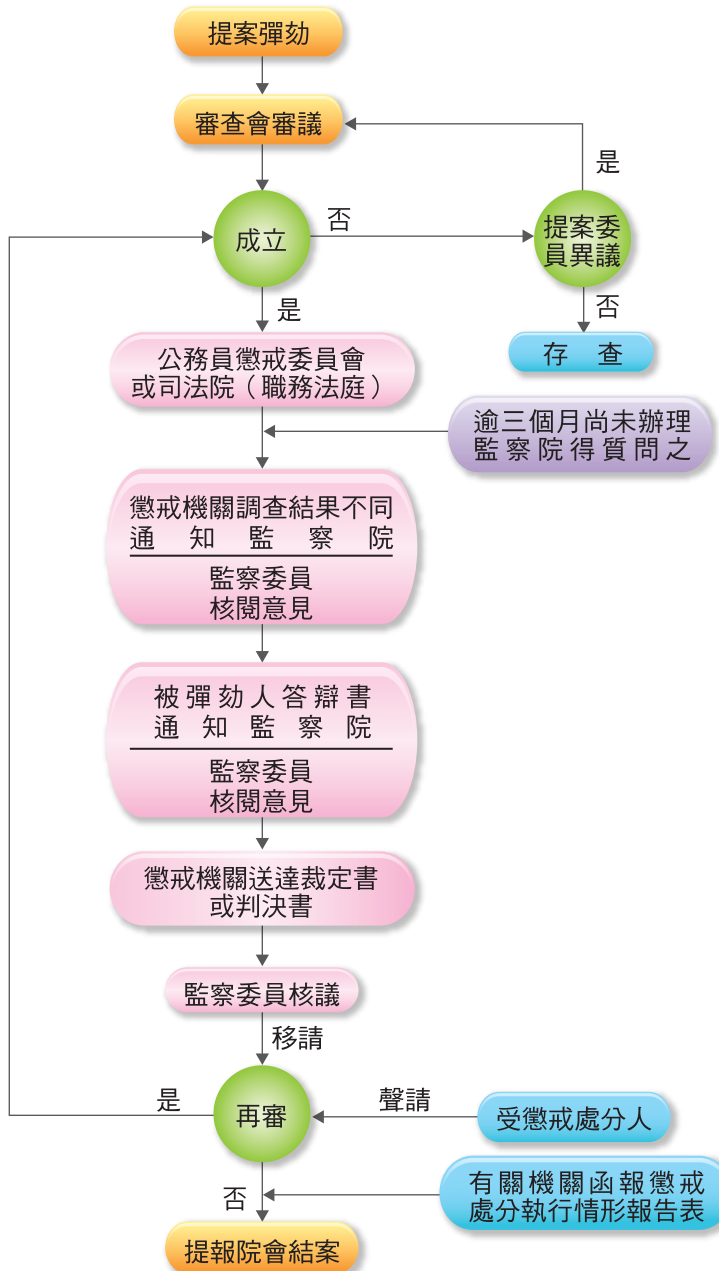 提案彈劾
審查會審議
是
成立
否
提案委
員異議
是
否
存查
公務員懲戒委員會
或司法院（職務法庭）
逾三個月尚未辦理
監察院得質問之
懲戒機關調查結果不同
通知監察院
監察委員
核閱意見
被彈劾人答辯書
通知監察院
監察委員
核閱意見
懲戒機關送達裁定書
或判決書
監察委員核議
移請
是
再審
聲請
受懲戒處分人
有關機關函報懲戒
處分執行情形報告表
否
提報院會結案